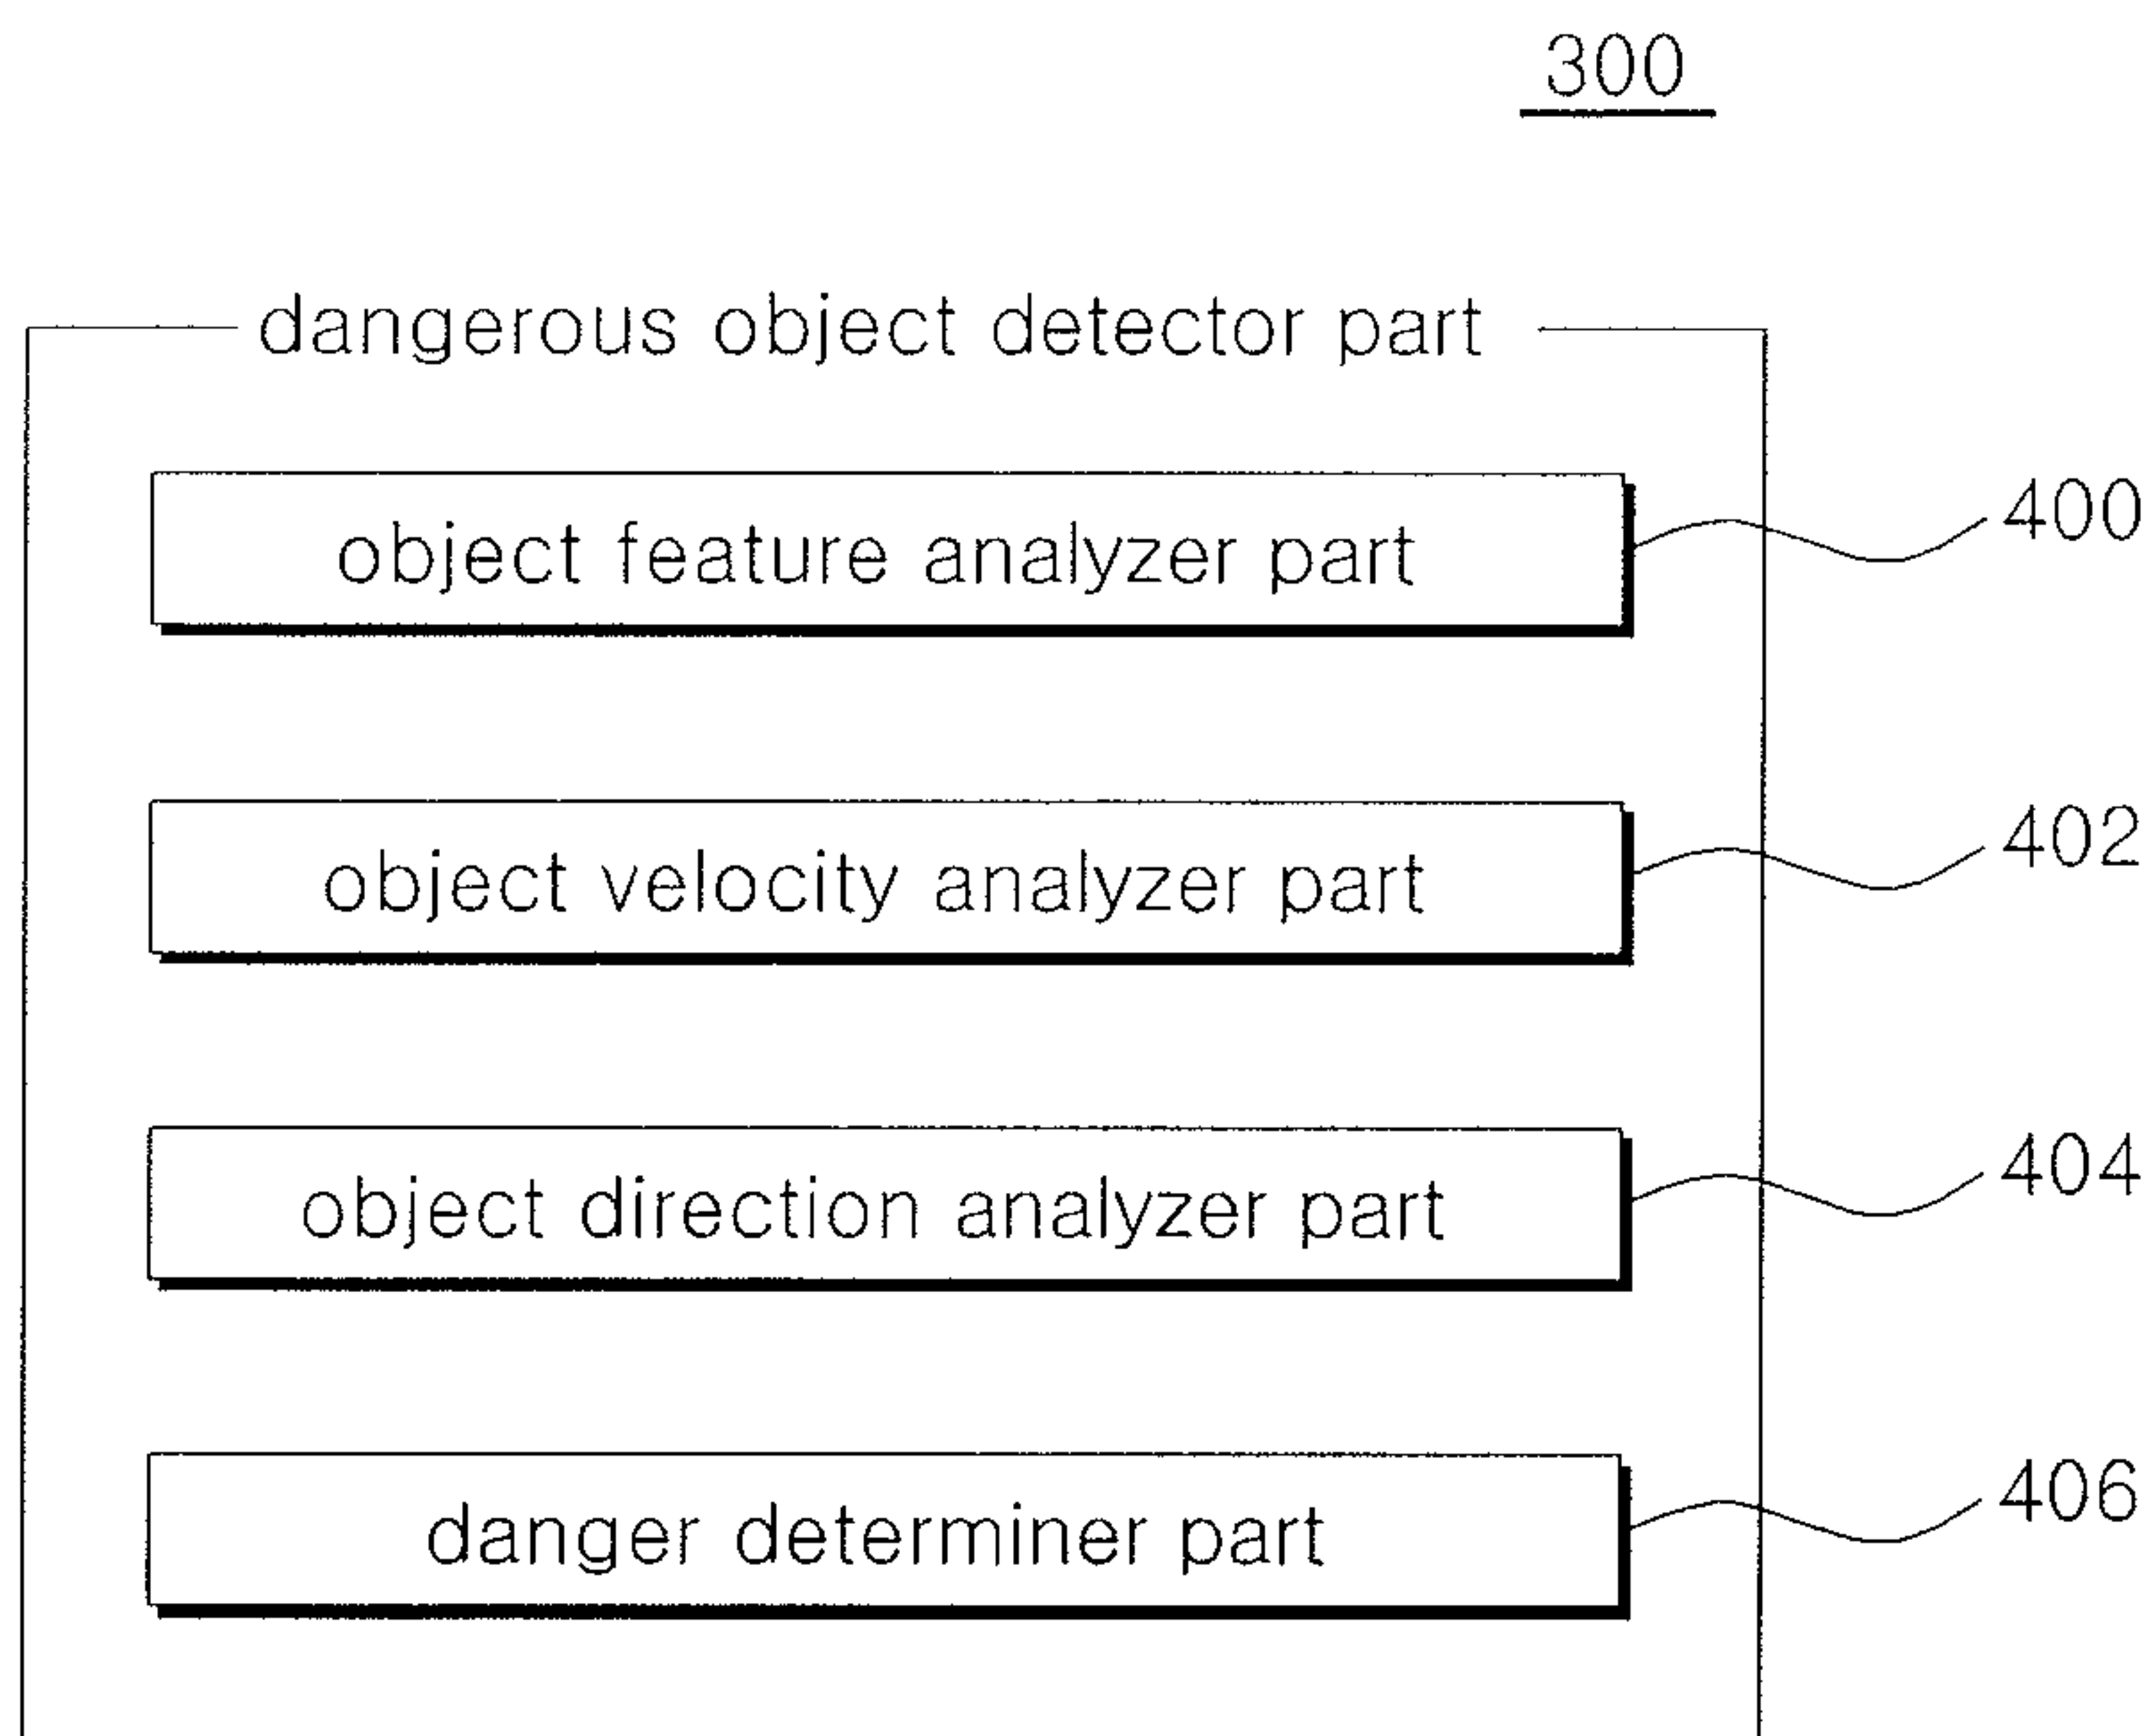 300
dangerous object detector part
object feature analyzer part 400
object velocity analyzer part 402
object direction analyzer part 404
danger determiner part 406